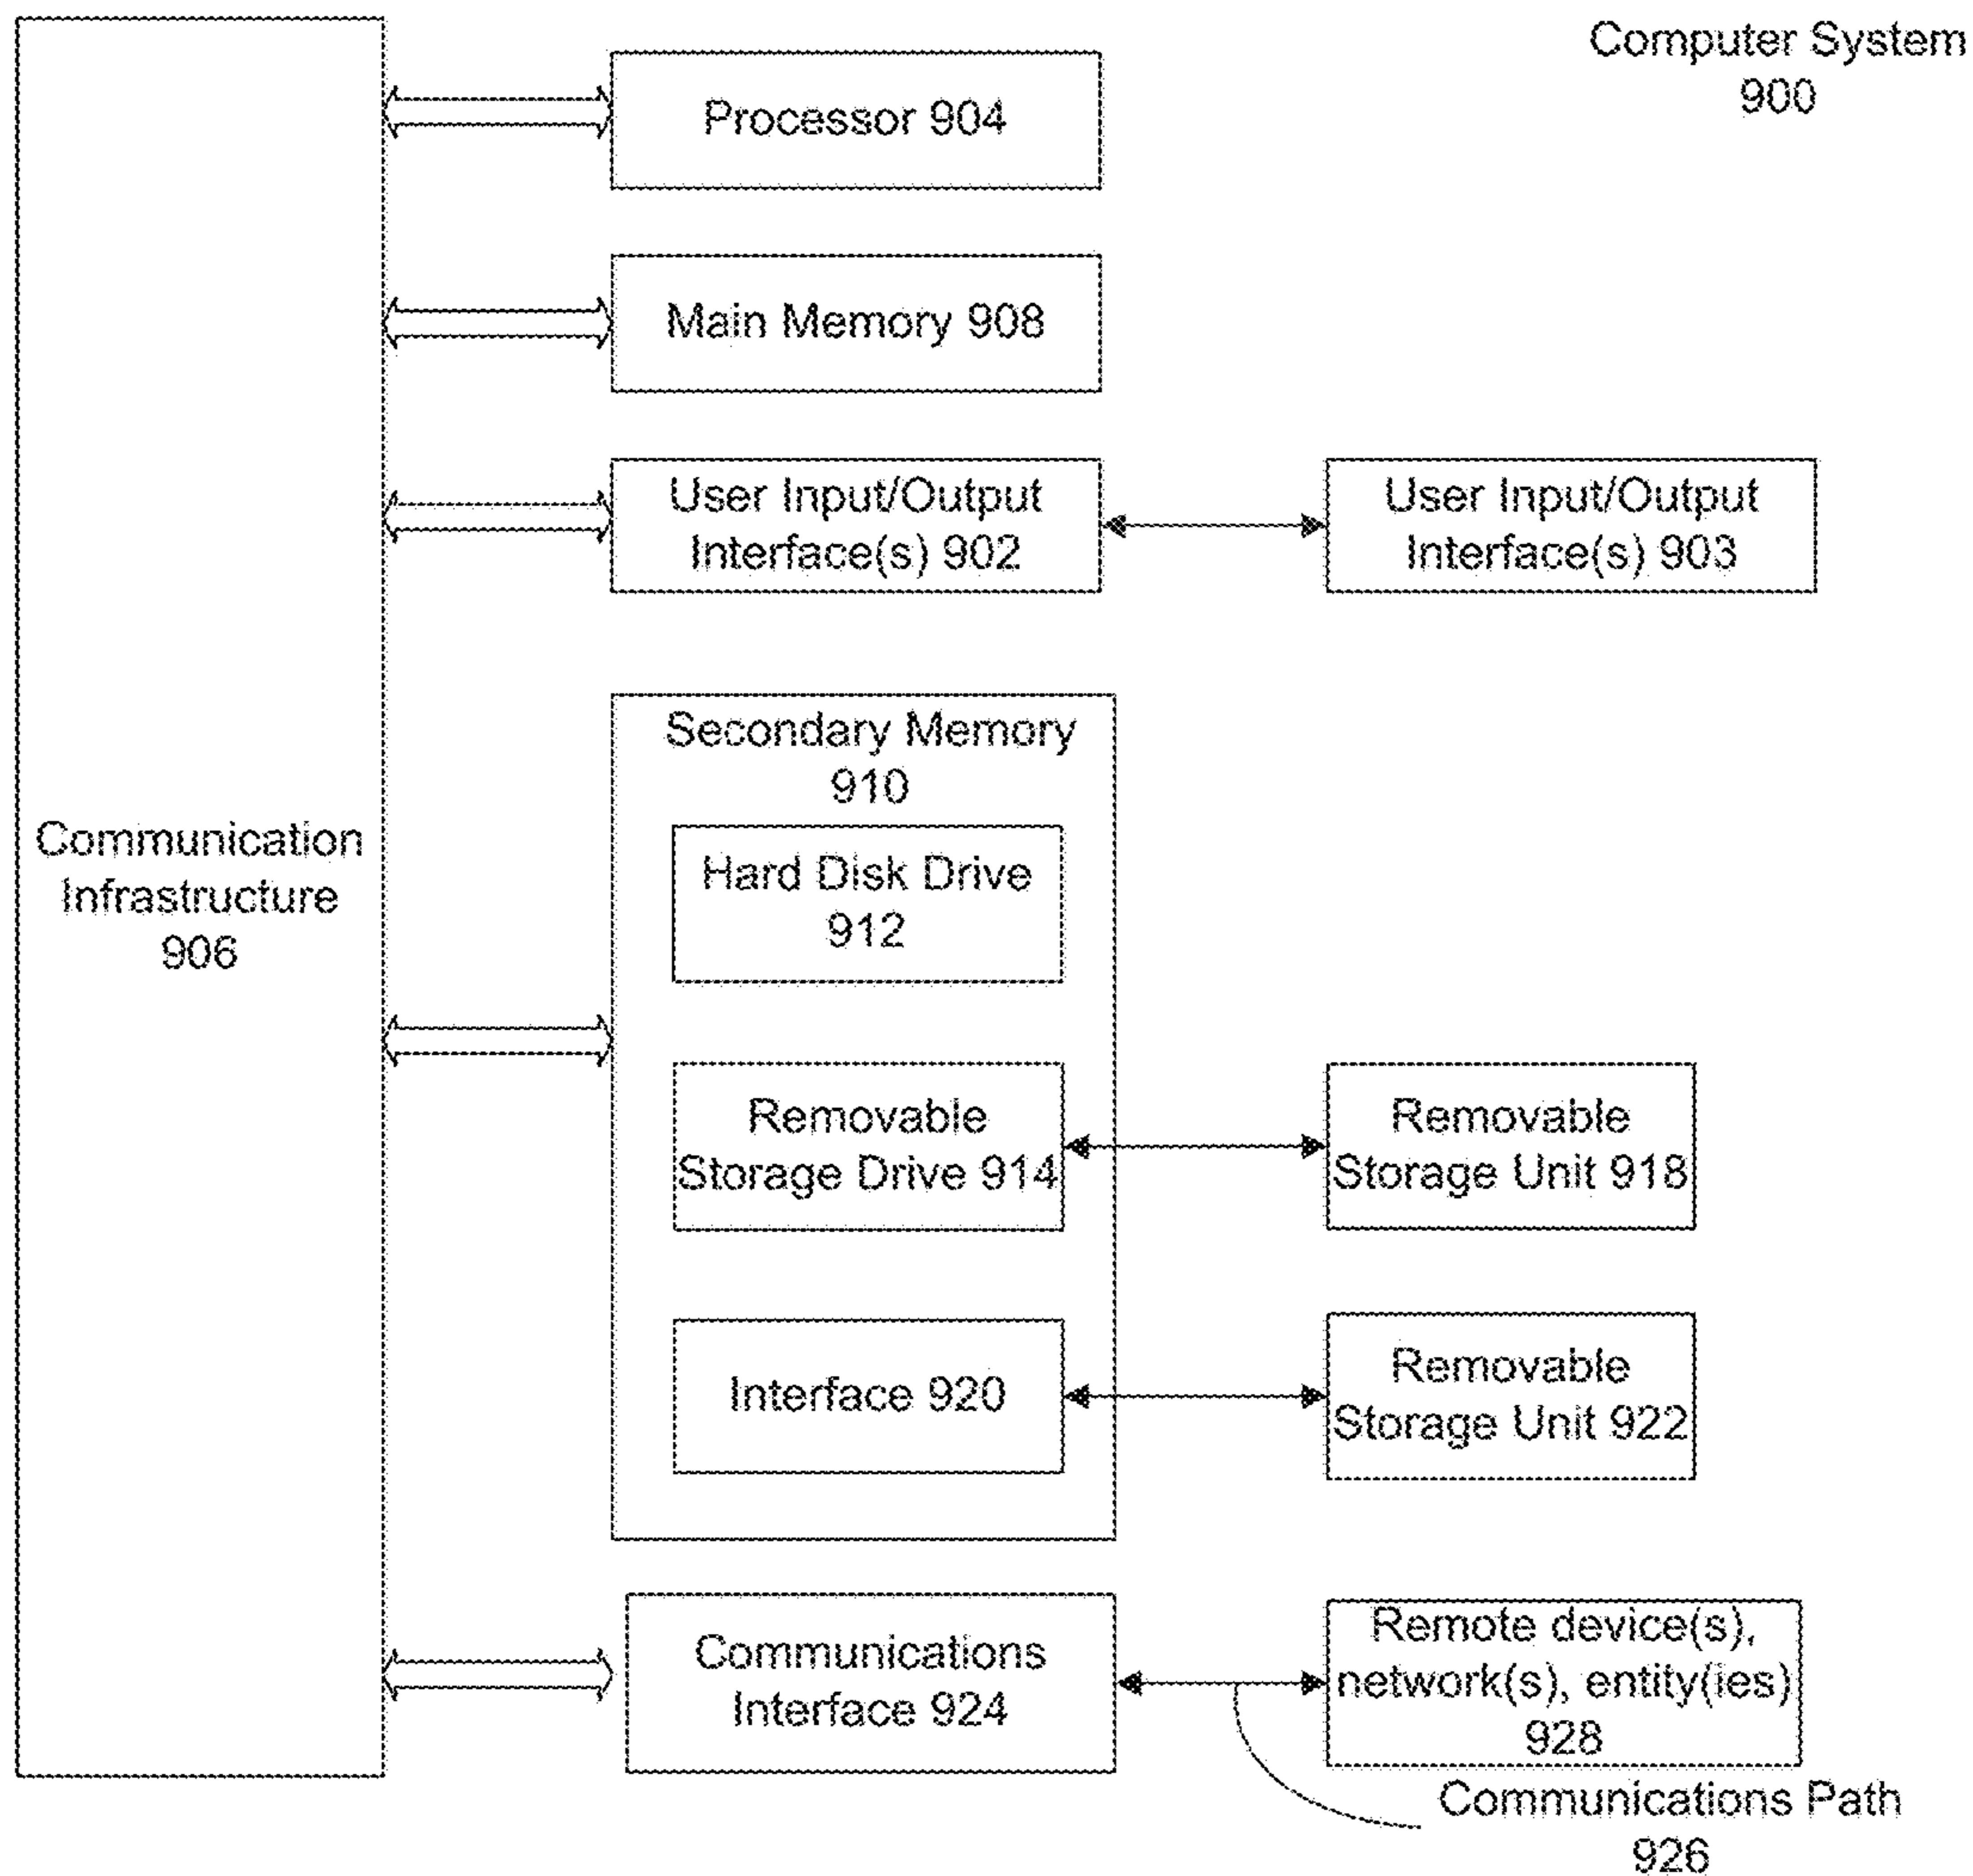 Computer System
900
Processor 904
Main Memory 908
User Input/Output
Interface(s) 902
User Input/Output
Interface(s) 903
Secondary Memory
910
Communication
Infrastructure
906
Hard Disk Drive
912
Removable
Storage Drive 914
Removable
Storage Unit 918
Interface 920
Removable
Storage Unit 922
Communications
Interface 924
Remote device(s),
network(s), entity(ies)
928
Communications Path
926